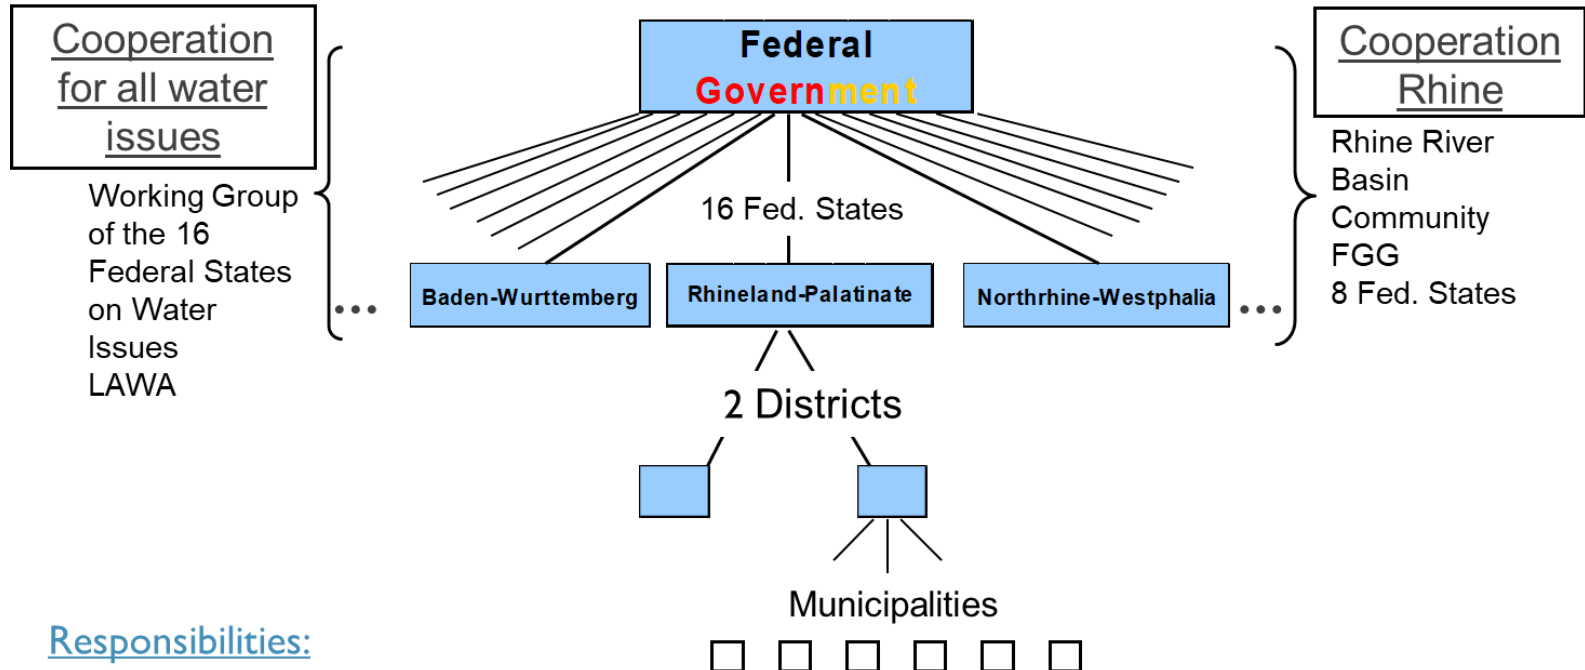 Cooperation
for all water
issues
Working Group
of the 16
Federal States
on Water
Issues
LAWA
Federal
Government
16 Fed. States
...
Baden-Wurttemberg
Rhineland-Palatinate
Northrhine-Westphalia
...
2 Districts
Municipalities
Cooperation
Rhine
Rhine River
Basin
Community
FGG
8 Fed. States
Responsibilities: